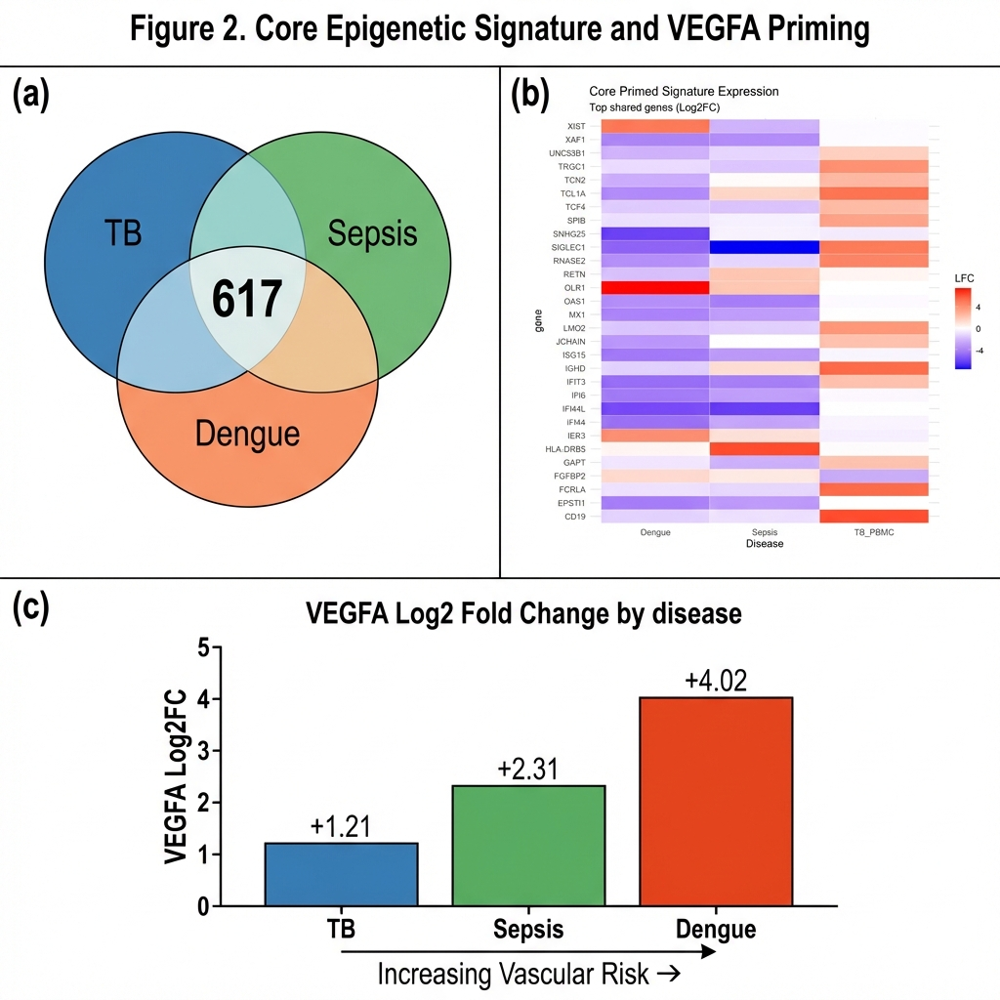 Figure 2. Core Epigenetic Signature and VEGFA Priming
(a)
TB
Sepsis
617
Dengue
(b)
Core Primed Signature Expression
Top shared genes (Log2FC)
gene
XIST
XAF1
UNCS3B1
TRGC1
TCN2
TCL1A
TCF4
SPIB
SNHG25
SIGLEC1
RNASE2
RETN
OLR1
OAS1
MX1
LMO2
JCHAIN
ISG15
IGHD
IFIT3
IPI6
IFI44L
IFI44
IER3
HLA.DRB5
GAPT
FGFBP2
FCRLA
EPSTI1
CD19
Dengue Sepsis T8_P8MC
Disease
LFC
4
0
-4
(c)
VEGFA Log2 Fold Change by disease
VEGFA Log2FC
5
4
3
2
1
0
+1.21
+2.31
+4.02
TB Sepsis Dengue
Increasing Vascular Risk →